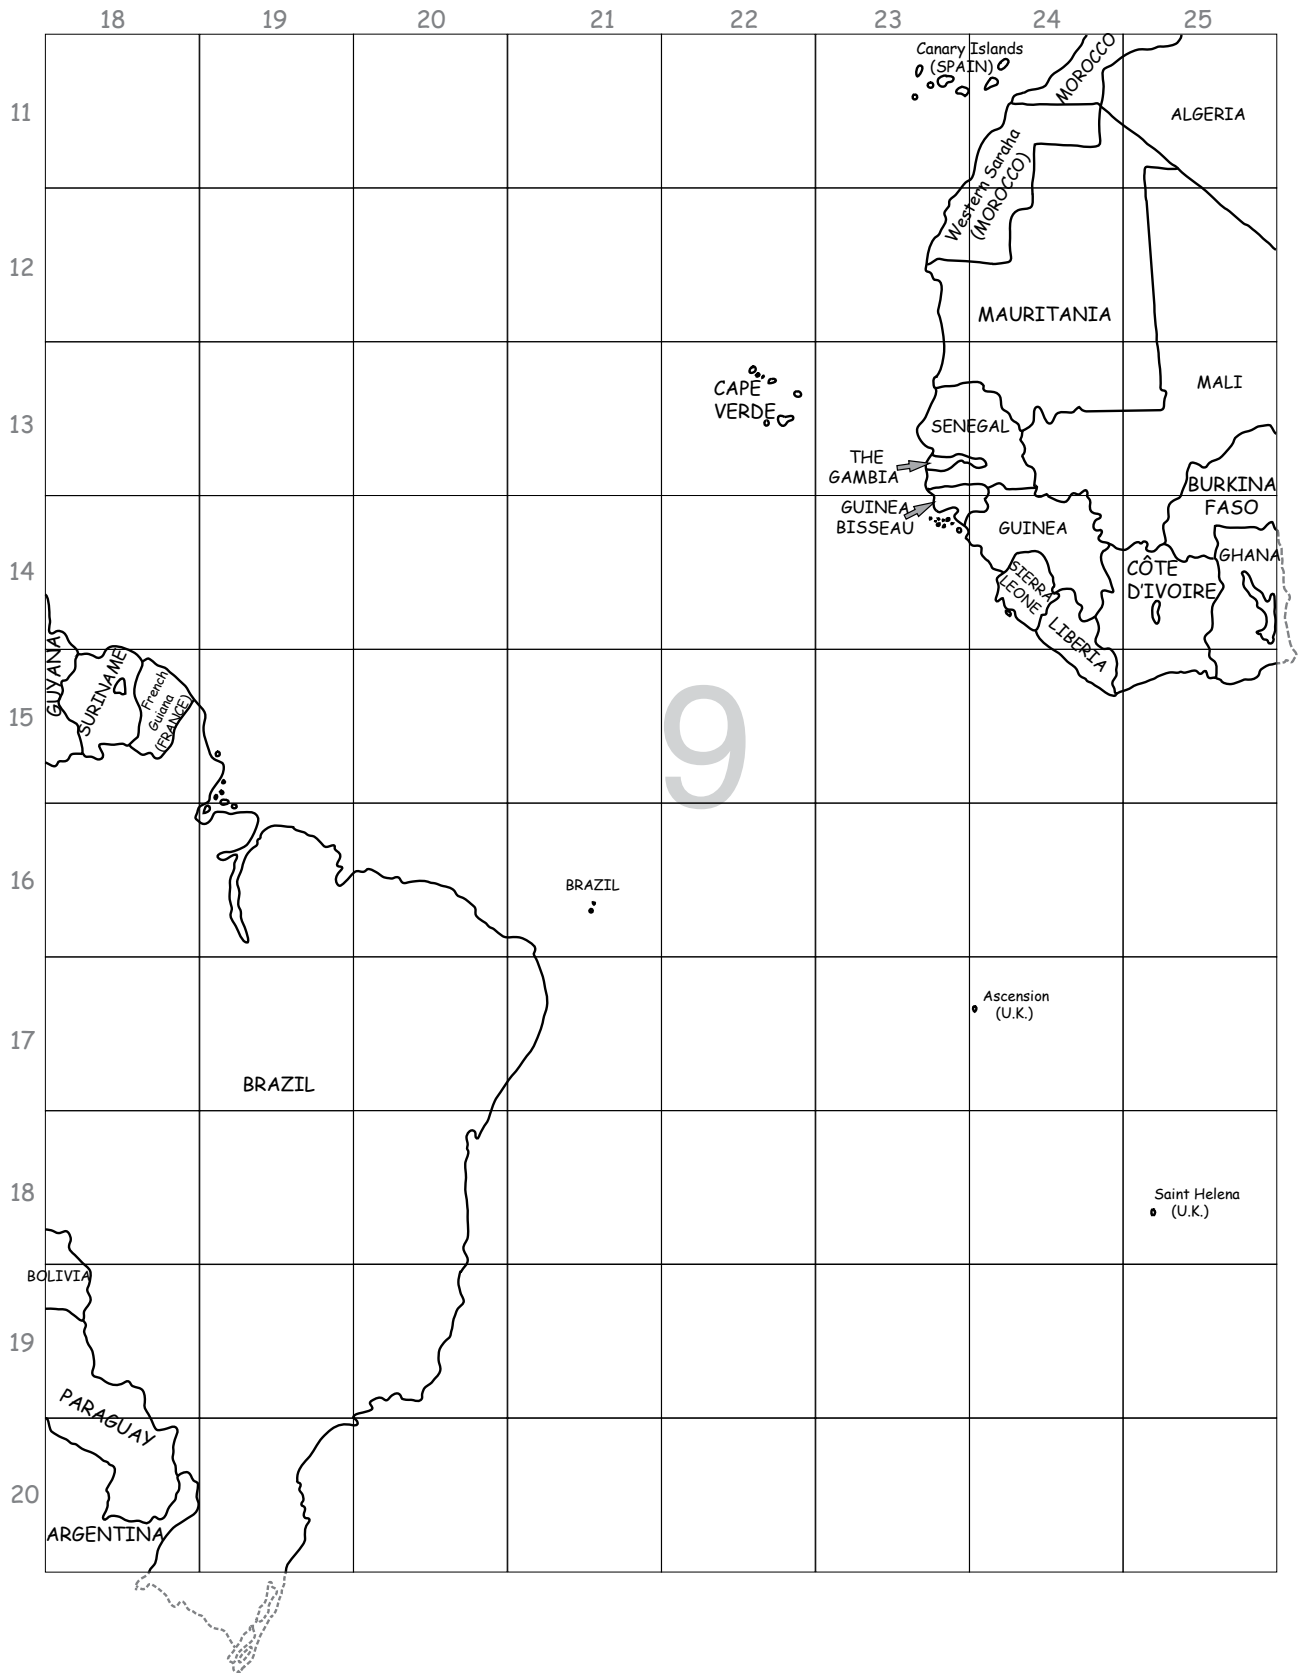 18 19 20 21 22 23 24 25
11
12
13
14
15
16
17
18
19
20
9
Canary Islands
(SPAIN)
MOROCCO
ALGERIA
Western Saraha
(MOROCCO)
MAURITANIA
MALI
CAPE
VERDE
SENEGAL
THE
GAMBIA
GUINEA
BISSEAU
GUINEA
BURKINA
FASO
GHANA
CÔTE
D'IVOIRE
SIERRA
LEONE
LIBERIA
GUYANA
SURINAME
French
Guiana
(FRANCE)
BRAZIL
Ascension
(U.K.)
BRAZIL
Saint Helena
(U.K.)
BOLIVIA
PARAGUAY
ARGENTINA